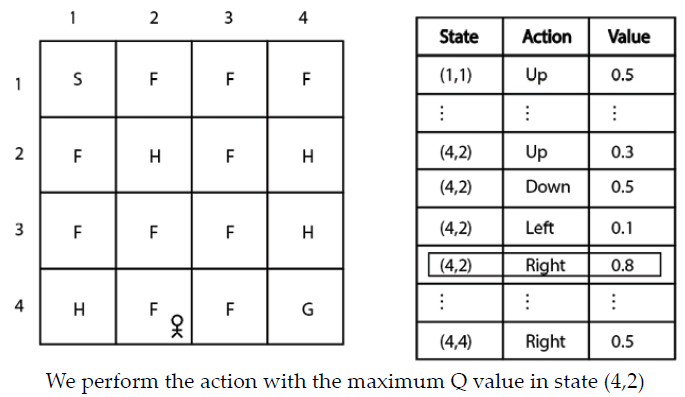 1 2 3 4
1 S F F F
2 F H F H
3 F F F H
4 H F F G
State Action Value
(1,1) Up 0.5
⋮ ⋮ ⋮
(4,2) Up 0.3
(4,2) Down 0.5
(4,2) Left 0.1
(4,2) Right 0.8
⋮ ⋮ ⋮
(4,4) Right 0.5
We perform the action with the maximum Q value in state (4,2)